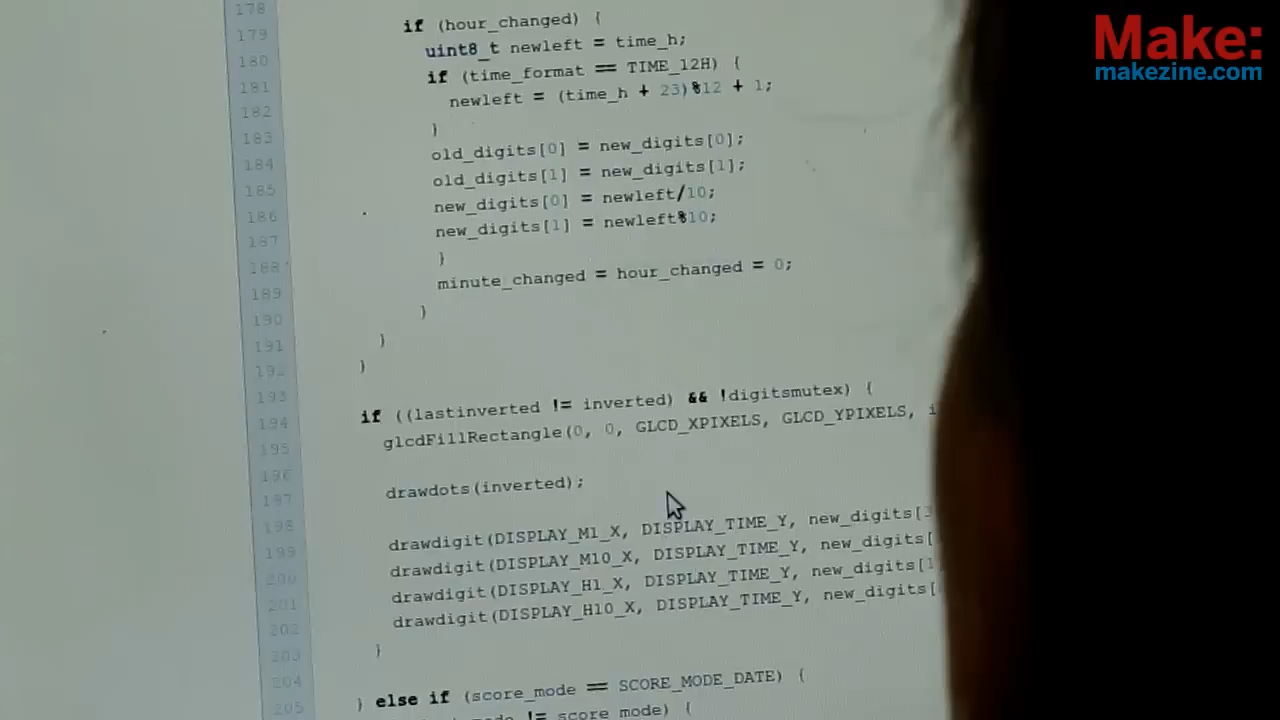 Make:
makezine.com
178
179 if (hour_changed) {
180 uint8_t newleft = time_h;
181 if (time_format == TIME_12H) {
182 newleft = (time_h + 23)%12 + 1;
183 }
184 old_digits[0] = new_digits[0];
185 old_digits[1] = new_digits[1];
186 new_digits[0] = newleft/10;
187 new_digits[1] = newleft%10;
188 }
189 minute_changed = hour_changed = 0;
190 }
191 }
192 }
193
194 if ((lastinverted != inverted) && !digitsmutex) {
195 glcdFillRectangle(0, 0, GLCD_XPIXELS, GLCD_YPIXELS, i
196
197 drawdots(inverted);
198
199 drawdigit(DISPLAY_M1_X, DISPLAY_TIME_Y, new_digits[3
200 drawdigit(DISPLAY_M10_X, DISPLAY_TIME_Y, new_digits[
201 drawdigit(DISPLAY_H1_X, DISPLAY_TIME_Y, new_digits[1
202 drawdigit(DISPLAY_H10_X, DISPLAY_TIME_Y, new_digits[
203 }
204
205 } else if (score_mode == SCORE_MODE_DATE) {
!= score_mode) {